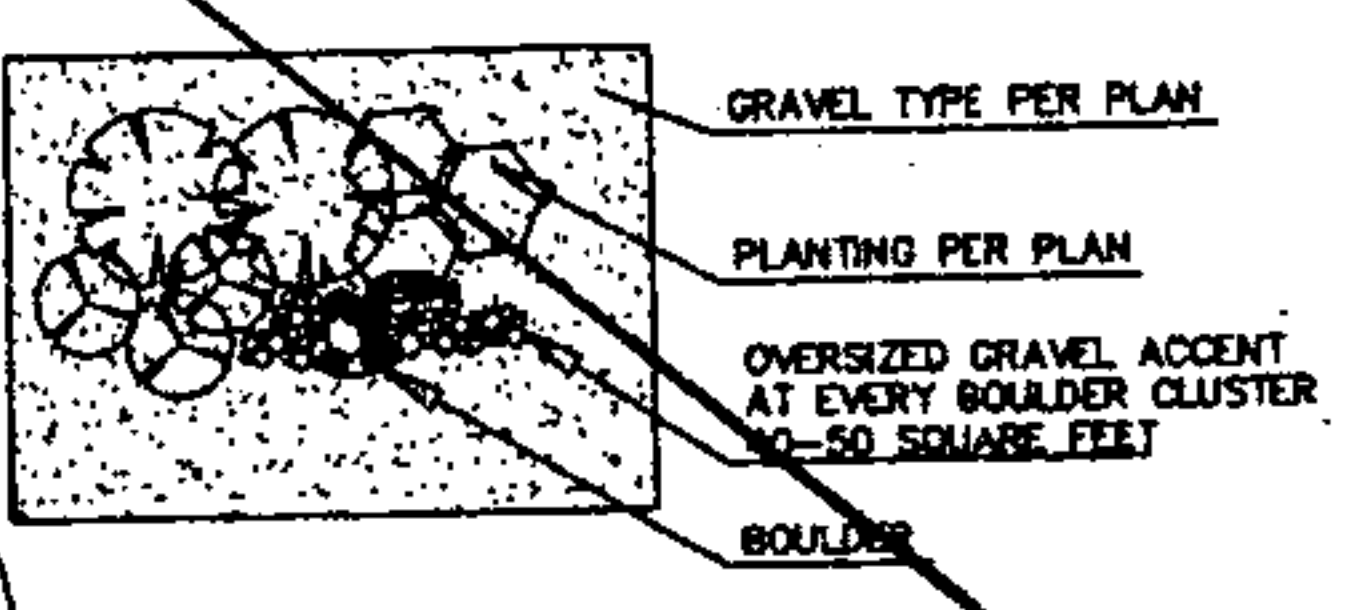 GRAVEL TYPE PER PLAN
PLANTING PER PLAN
OVERSIZED GRAVEL ACCENT
AT EVERY BOULDER CLUSTER
SQUARE FEET
BOULDER